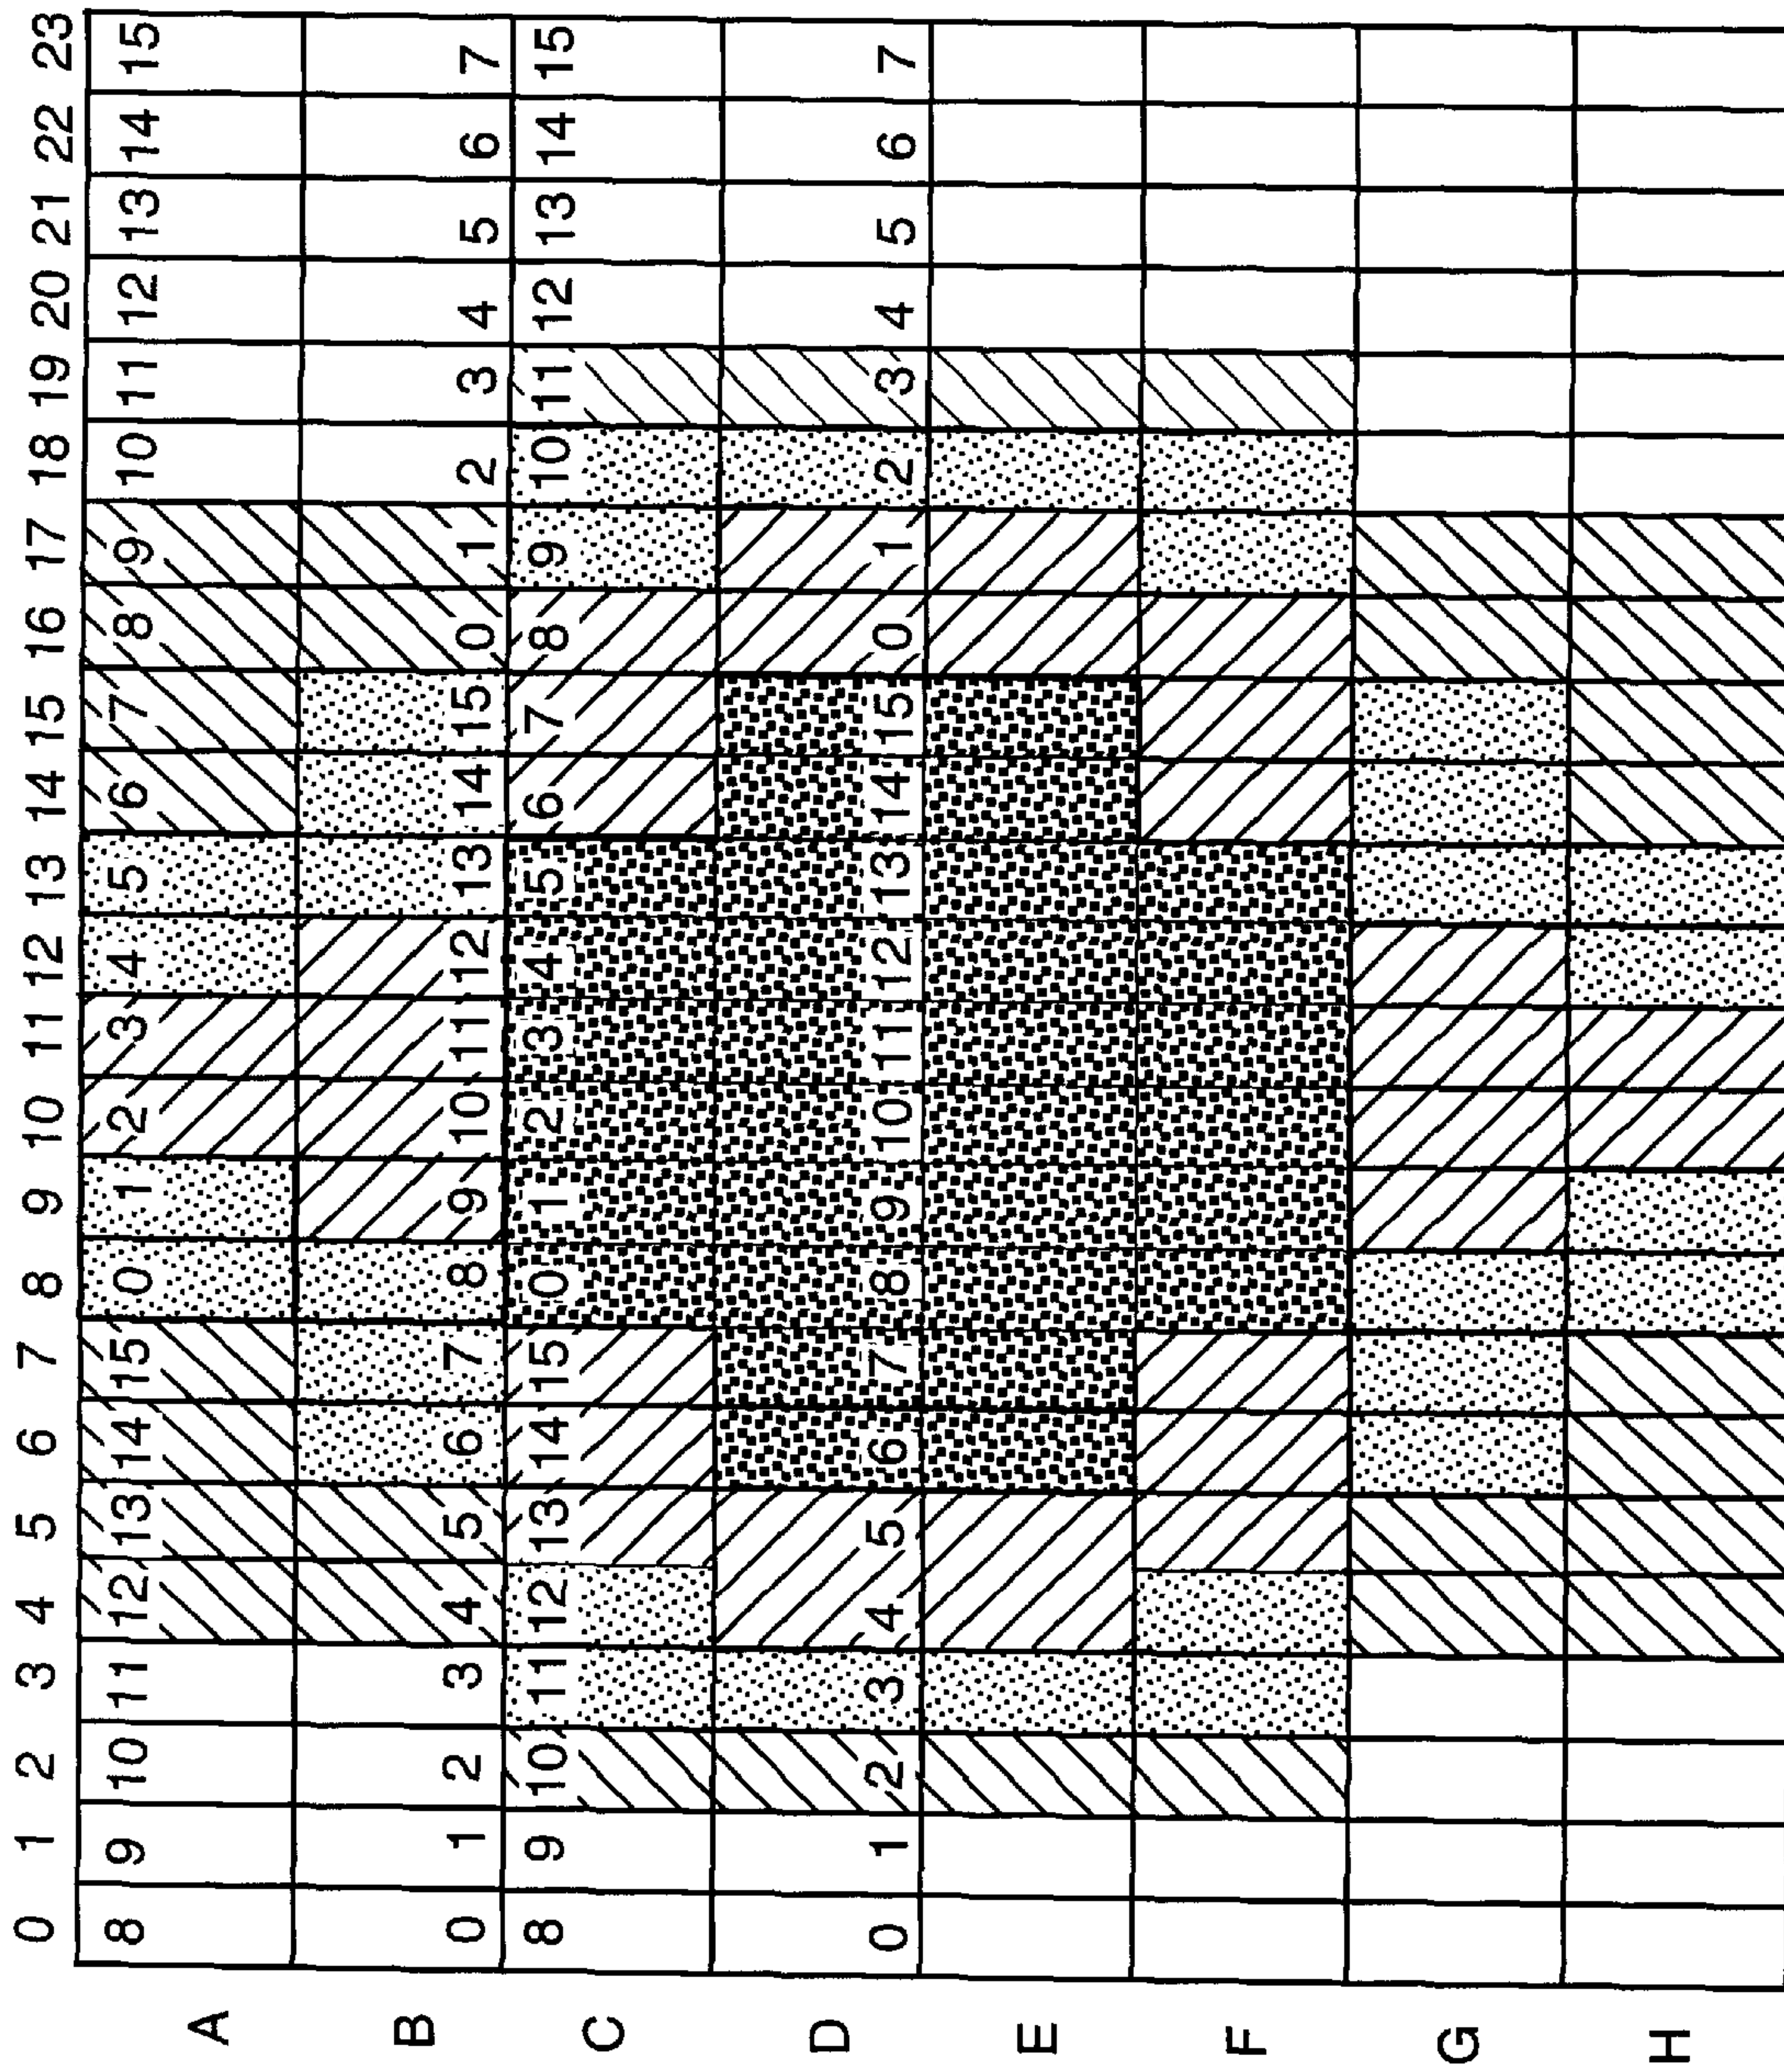 0 1 2 3 4 5 6 7 8 9 10 11 12 13 14 15 16 17 18 19 20 21 22 23
A 8 9 10 11 12 13 14 15 0 1 2 3 4 5 6 7 8 9 10 11 12 13 14 15
B 0 1 2 3 4 5 6 7 8 9 10 11 12 13 14 15 0 1 2 3 4 5 6 7
C 8 9 10 11 12 13 14 15 0 1 2 3 4 5 6 7 8 9 10 11 12 13 14 15
D 0 1 2 3 4 5 6 7 8 9 10 11 12 13 14 15 0 1 2 3 4 5 6 7
E
F
G
H